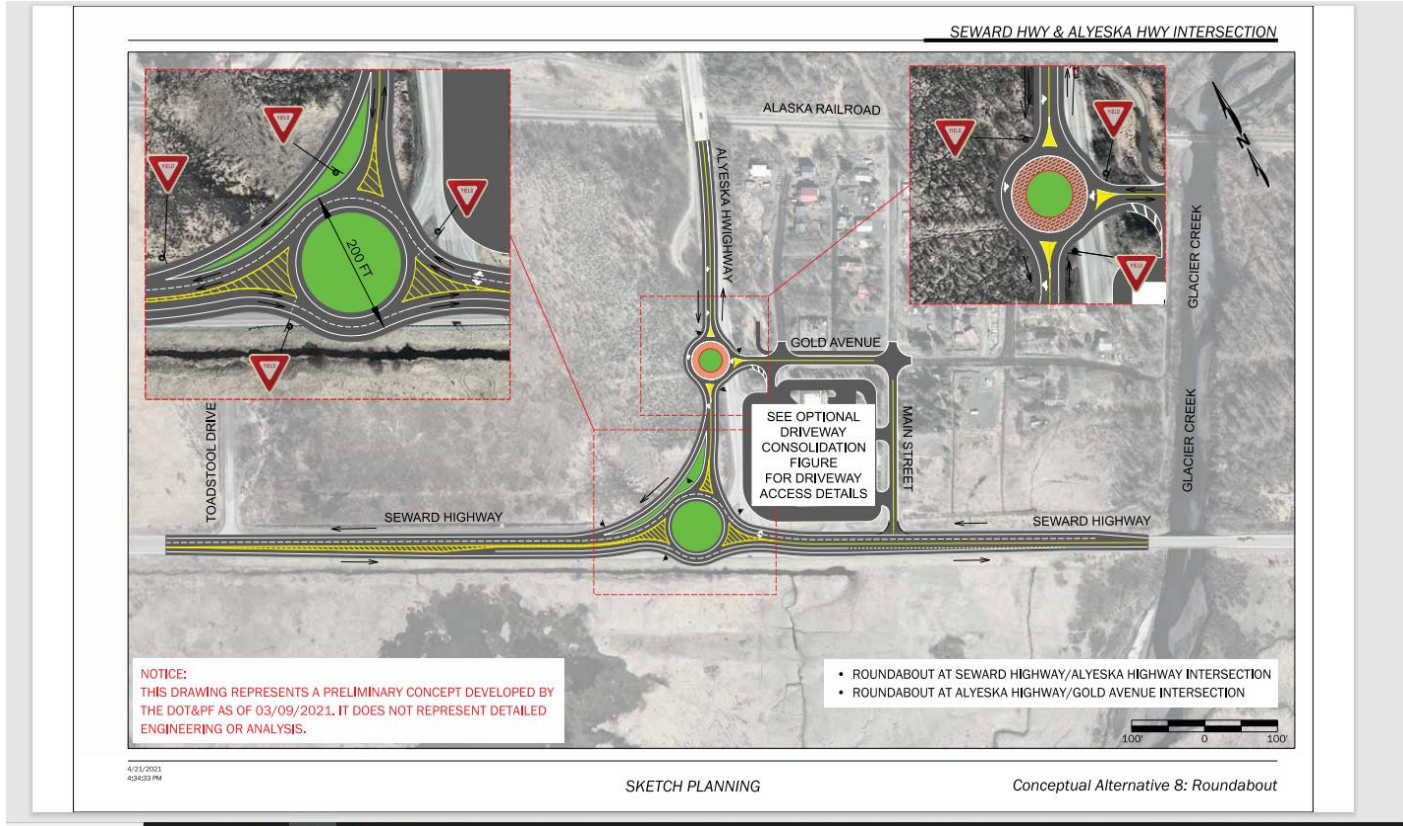 SEWARD HWY & ALYESKA HWY INTERSECTION
YIELD
YIELD
YIELD
YIELD
200 FT
ALASKA RAILROAD
ALYESKA HWIGHWAY
YIELD
YIELD
YIELD
N
GLACIER CREEK
GLACIER CREEK
GOLD AVENUE
MAIN STREET
TOADSTOOL DRIVE
SEE OPTIONAL
DRIVEWAY
CONSOLIDATION
FIGURE
FOR DRIVEWAY
ACCESS DETAILS
SEWARD HIGHWAY
SEWARD HIGHWAY
NOTICE:
THIS DRAWING REPRESENTS A PRELIMINARY CONCEPT DEVELOPED BY
THE DOT&PF AS OF 03/09/2021. IT DOES NOT REPRESENT DETAILED
ENGINEERING OR ANALYSIS.
• ROUNDABOUT AT SEWARD HIGHWAY/ALYESKA HIGHWAY INTERSECTION
• ROUNDABOUT AT ALYESKA HIGHWAY/GOLD AVENUE INTERSECTION
100' 0 100'
4/21/2021
4:34:33 PM
SKETCH PLANNING
Conceptual Alternative 8: Roundabout